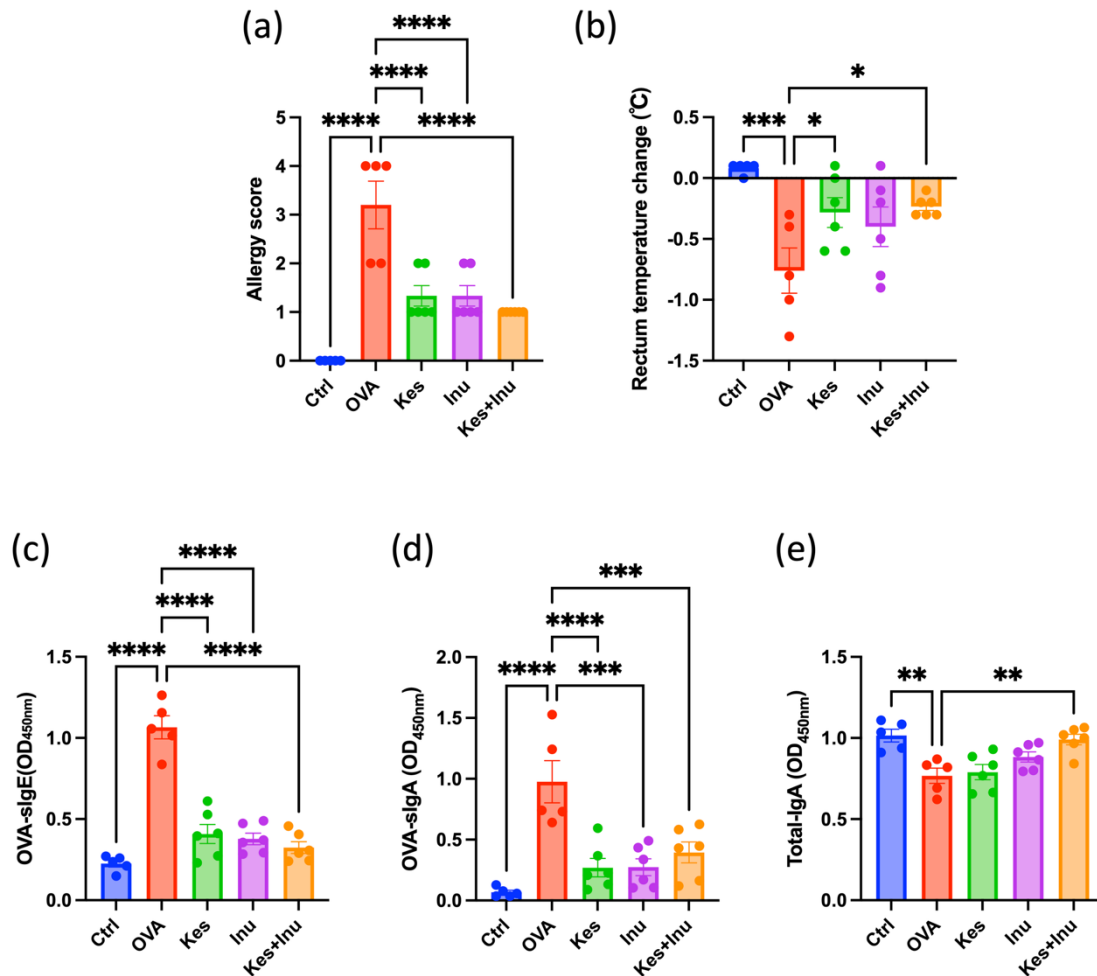 (a)
****
****
****
****
Allergy score
5
4
3
2
1
0
Ctrl
OVA
Kes
Inu
Kes+Inu
(b)
*
***
*
Rectum temperature change (℃)
0.5
0.0
-0.5
-1.0
-1.5
Ctrl
OVA
Kes
Inu
Kes+Inu
(c)
****
****
****
****
OVA-sIgE(OD450nm)
1.5
1.0
0.5
0.0
Ctrl
OVA
Kes
Inu
Kes+Inu
(d)
***
****
****
***
OVA-sIgA (OD450nm)
2.0
1.5
1.0
0.5
0.0
Ctrl
OVA
Kes
Inu
Kes+Inu
(e)
**
**
Total-IgA (OD450nm)
1.5
1.0
0.5
0.0
Ctrl
OVA
Kes
Inu
Kes+Inu